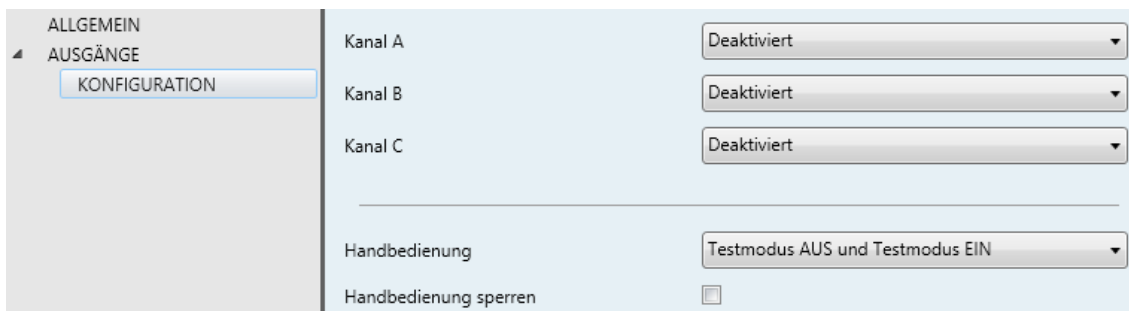 ALLGEMEIN
AUSGÄNGE
KONFIGURATION
Kanal A Deaktiviert
Kanal B Deaktiviert
Kanal C Deaktiviert
Handbedienung Testmodus AUS und Testmodus EIN
Handbedienung sperren